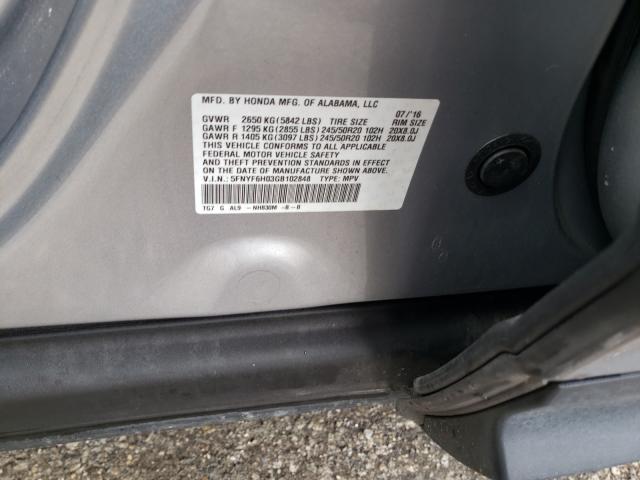 MFD. BY HONDA MFG. OF ALABAMA, LLC
07/'16
GVWR 2650 KG (5842 LBS) TIRE SIZE RIM SIZE
GAWR F 1295 KG (2855 LBS) 245/50R20 102H 20X8.0J
GAWR R 1405 KG (3097 LBS) 245/50R20 102H 20X8.0J
THIS VEHICLE CONFORMS TO ALL APPLICABLE
FEDERAL MOTOR VEHICLE SAFETY
AND THEFT PREVENTION STANDARDS IN EFFECT
ON THE DATE OF MANUFACTURE SHOWN ABOVE.
V.I.N.: 5FNYF6H03GB102848 TYPE: MPV
TG7 G AL9 -NH830M -B-B